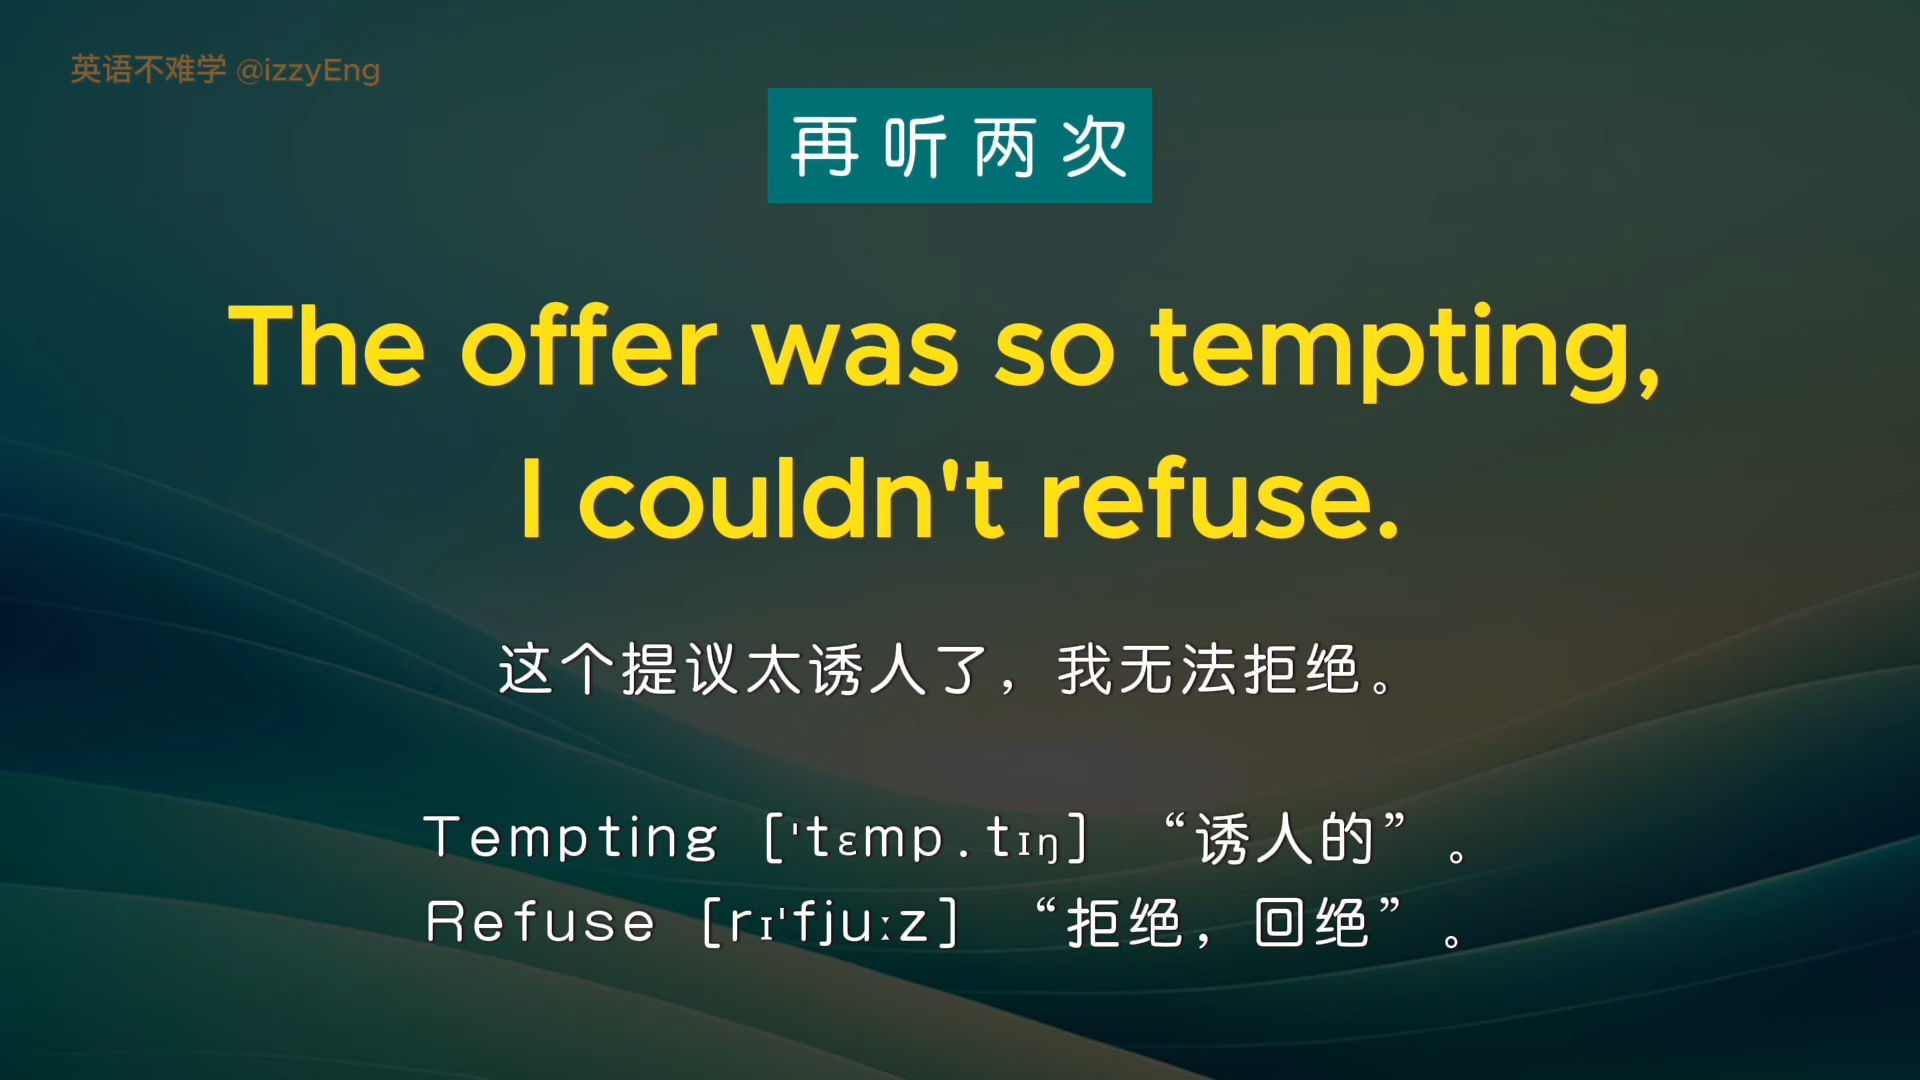 英语不难学 @izzyEng
再听两次
The offer was so tempting,
I couldn't refuse.
这个提议太诱人了，我无法拒绝。
Tempting [ˈtɛmp.tɪŋ] “诱人的”。
Refuse [rɪˈfjuːz] “拒绝，回绝”。